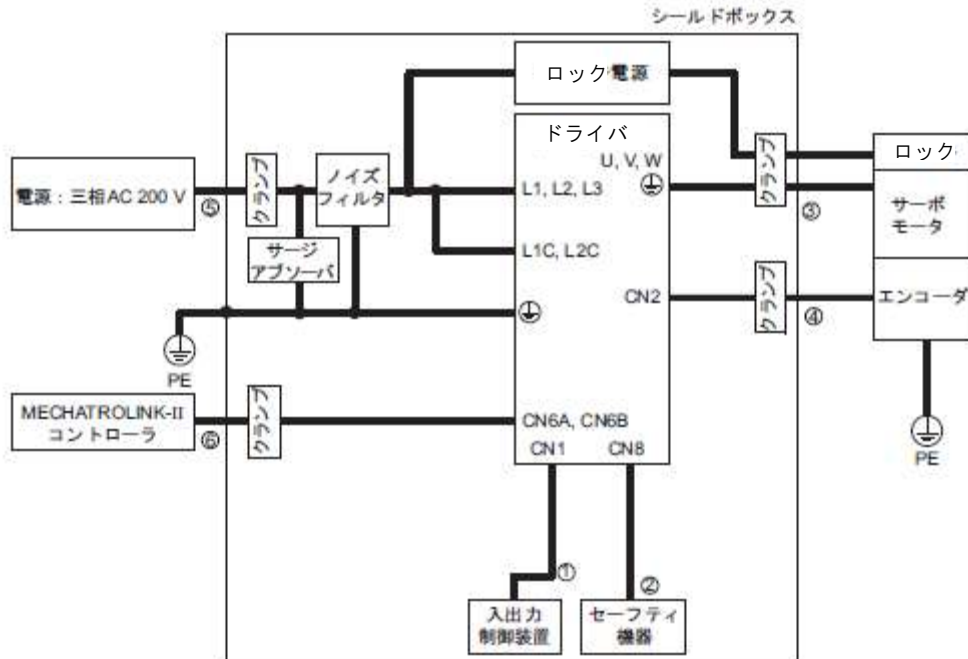 シールドボックス
ロック電源
ドライバ
U, V, W
クランプ
ロック
電源：三相AC 200 V
⑤
クランプ
ノイズ
フィルタ
L1, L2, L3
③
サーボ
モータ
サージ
アブソーバ
L1C, L2C
CN2
クランプ
④
エンコーダ
PE
MECHATROLINK-II
コントローラ
⑥
クランプ
CN6A, CN6B
CN1
CN8
PE
①
②
入出力
制御装置
セーフティ
機器